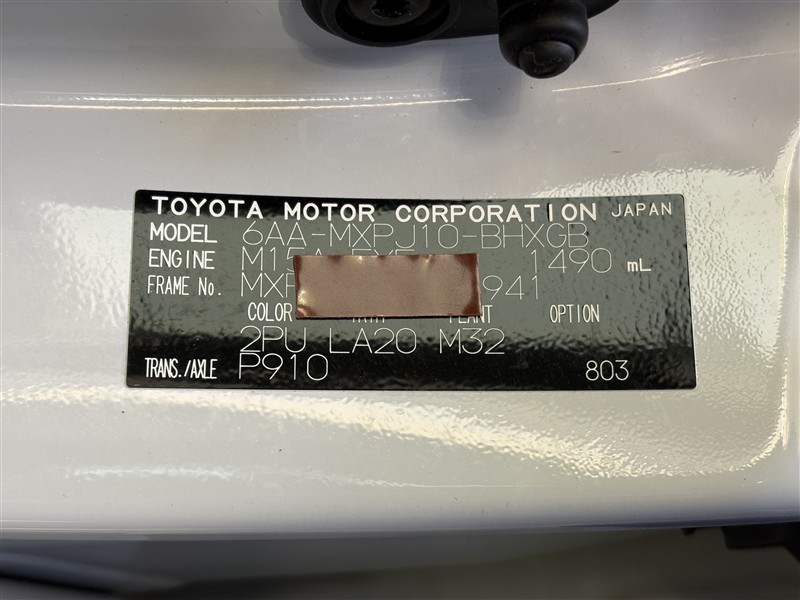 TOYOTA MOTOR CORPORATION JAPAN
MODEL 6AA-MXPJ10-BHXGB
ENGINE 1490 mL
FRAME No. 941
COLOR OPTION
2PU LA20 M32
TRANS./AXLE P910 803